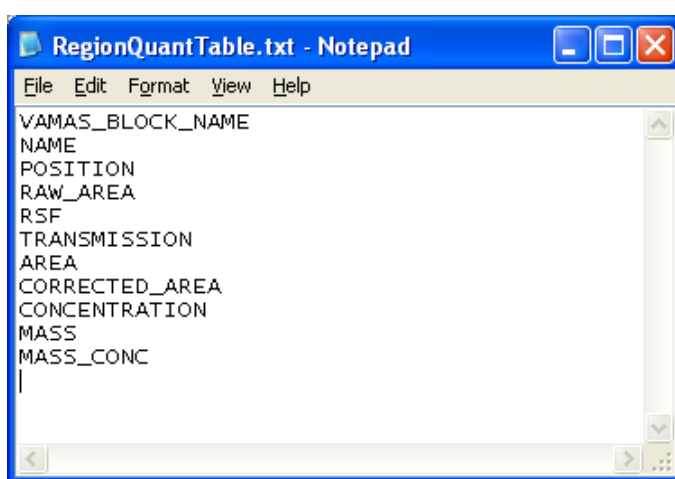 RegionQuantTable.txt - Notepad
File Edit Format View Help
VAMAS_BLOCK_NAME
NAME
POSITION
RAW_AREA
RSF
TRANSMISSION
AREA
CORRECTED_AREA
CONCENTRATION
MASS
MASS_CONC